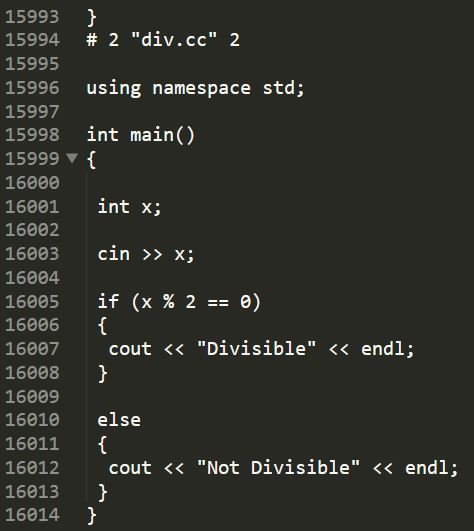 15993 }
15994 # 2 "div.cc" 2
15995
15996 using namespace std;
15997
15998 int main()
15999 {
16000
16001 int x;
16002
16003 cin >> x;
16004
16005 if (x % 2 == 0)
16006 {
16007 cout << "Divisible" << endl;
16008 }
16009
16010 else
16011 {
16012 cout << "Not Divisible" << endl;
16013 }
16014 }